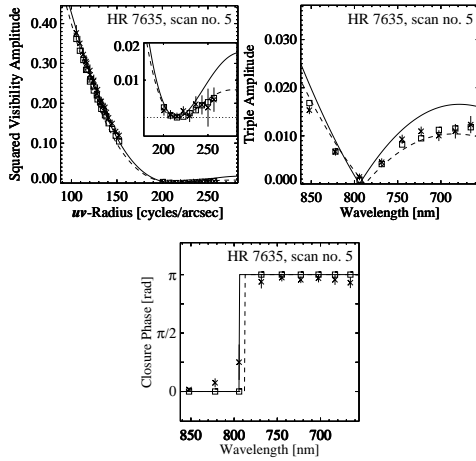 HR 7635, scan no. 5
Squared Visibility Amplitude
0.40
0.30
0.20
0.10
0.00
0.02
0.01
200 250
100 150 200 250
uv-Radius [cycles/arcsec]
HR 7635, scan no. 5
Triple Amplitude
0.030
0.020
0.010
0.000
850 800 750 700
Wavelength [nm]
HR 7635, scan no. 5
Closure Phase [rad]
π
π/2
0
850 800 750 700
Wavelength [nm]